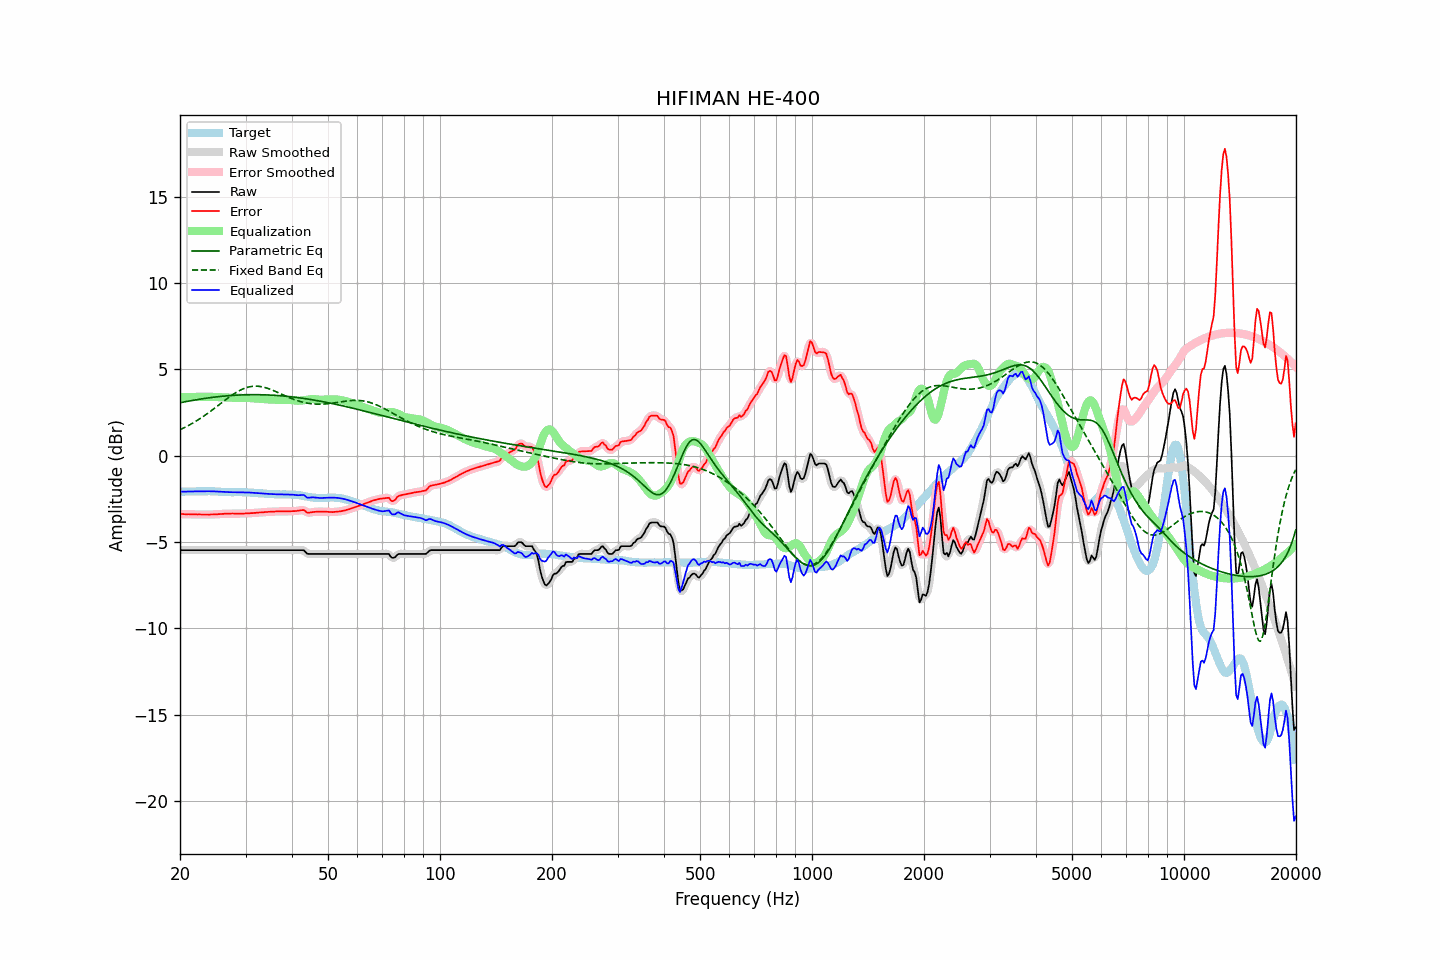 HIFIMAN HE-400
Target
Raw Smoothed
Error Smoothed
Raw
Error
Equalization
Parametric Eq
Fixed Band Eq
Equalized
15
10
5
0
−5
−10
−15
−20
Amplitude (dBr)
20
50
100
200
500
1000
2000
5000
10000
20000
Frequency (Hz)